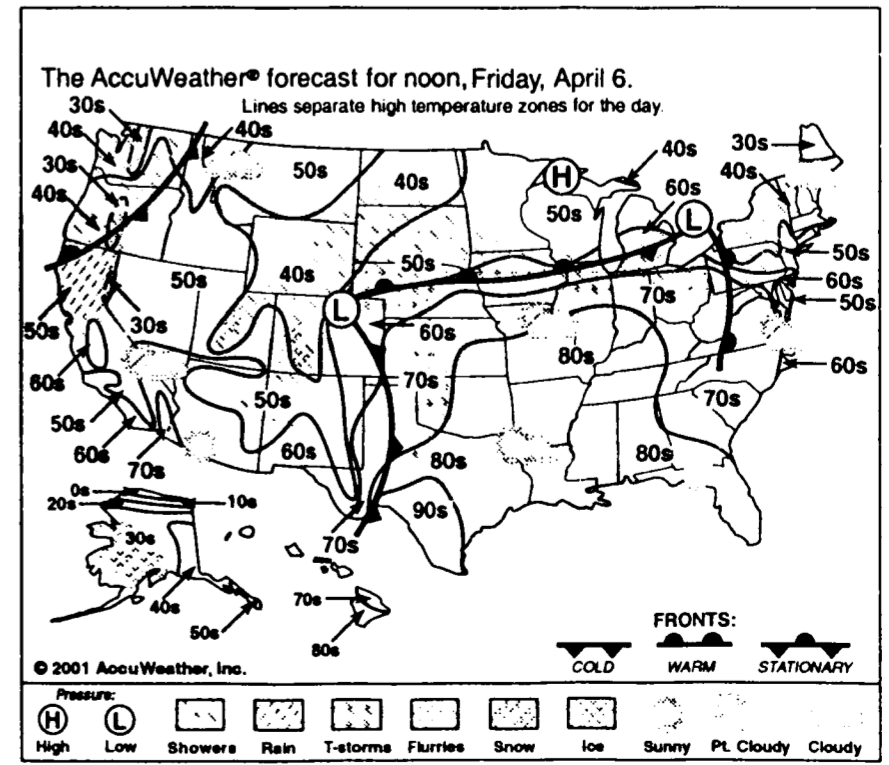 The AccuWeather® forecast for noon, Friday, April 6.
Lines separate high temperature zones for the day.
30s
40s
40s
30s
40s
30s
40s
50s
40s
40s
60s
H
50s
L
50s
50s
40s
70s
50s
60s
50s
L
50s
30s
60s
80s
60s
60s
70s
50s
70s
50s
60s
60s
80s
80s
70s
90s
0s
20s
10s
30s
70s
40s
70s
50s
80s
FRONTS:
COLD
WARM
STATIONARY
© 2001 AccuWeather, Inc.
Pressure:
H
L
High
Low
Showers
Rain
T-storms
Flurries
Snow
Ice
Sunny
Pt. Cloudy
Cloudy